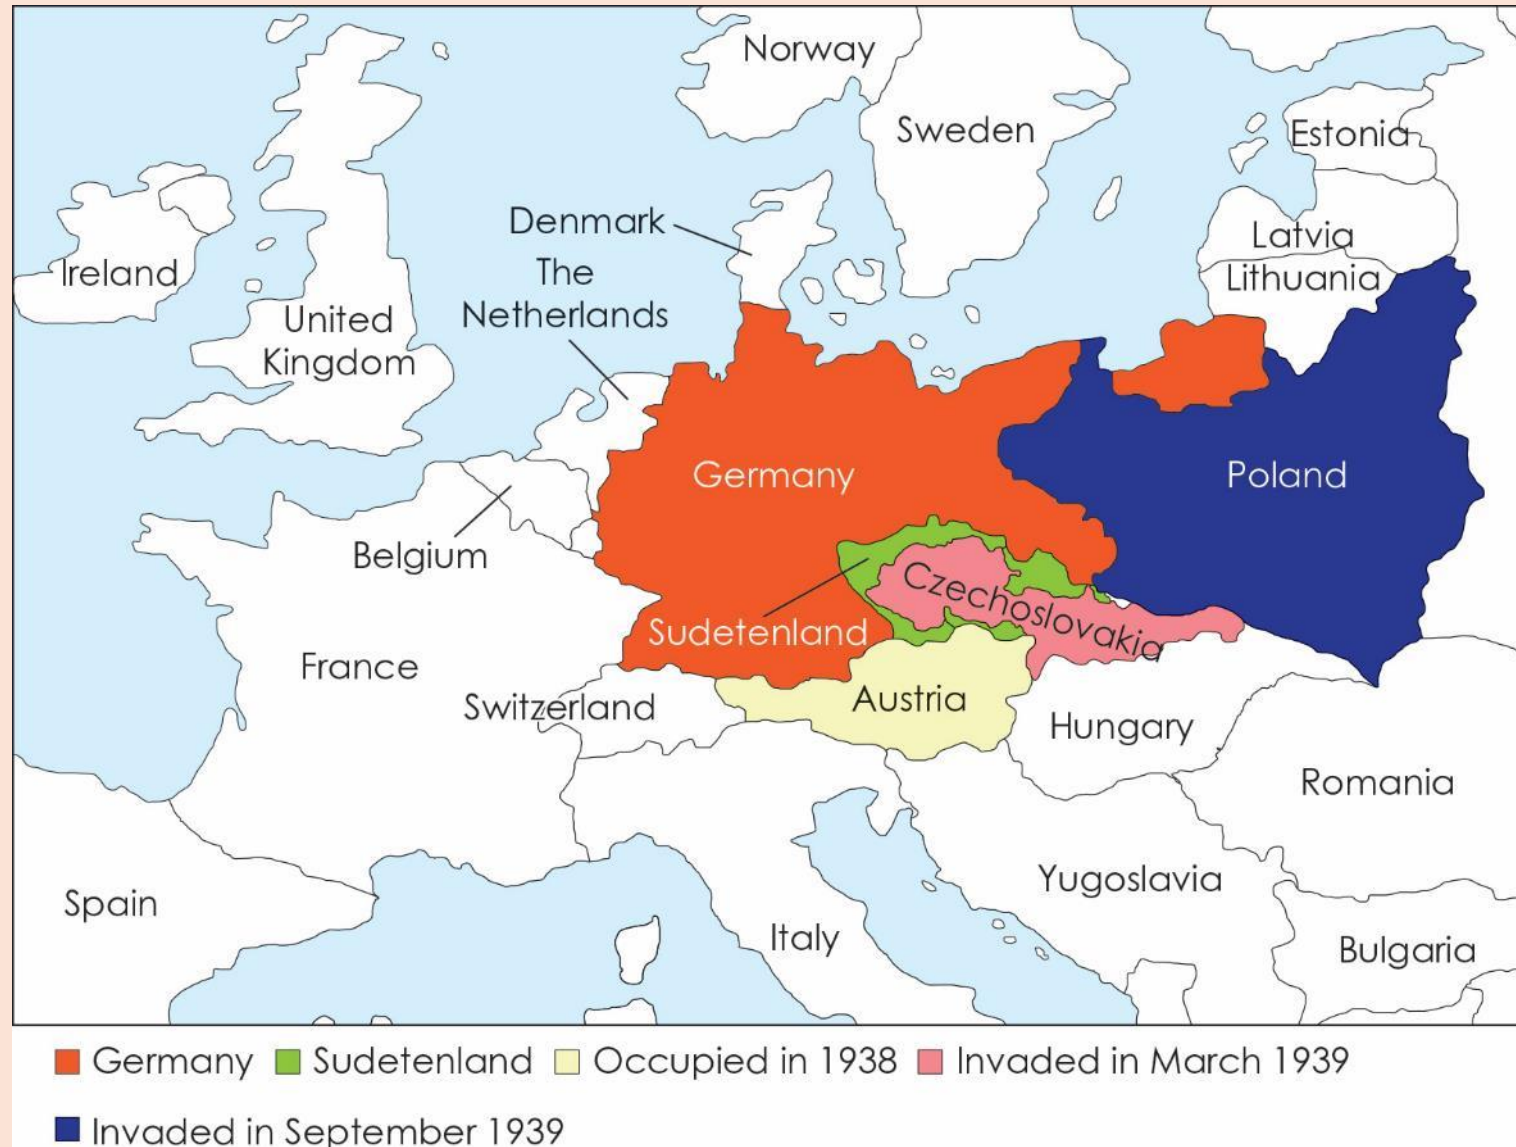 Norway
Sweden
Estonia
Denmark
Latvia
Ireland
The
Netherlands
Lithuania
United
Kingdom
Germany
Poland
Belgium
Czechoslovakia
Sudetenland
France
Switzerland
Austria
Hungary
Romania
Yugoslavia
Spain
Italy
Bulgaria
Germany Sudetenland Occupied in 1938 Invaded in March 1939
Invaded in September 1939